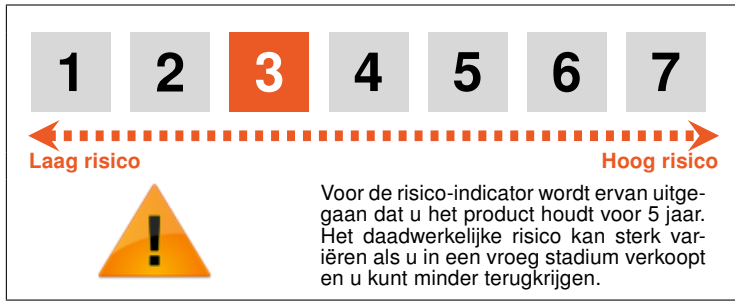 1 2 3 4 5 6 7
Laag risico Hoog risico
!
Voor de risico-indicator wordt ervan uitge-
gaan dat u het product houdt voor 5 jaar.
Het daadwerkelijke risico kan sterk var-
iëren als u in een vroeg stadium verkoopt
en u kunt minder terugkrijgen.